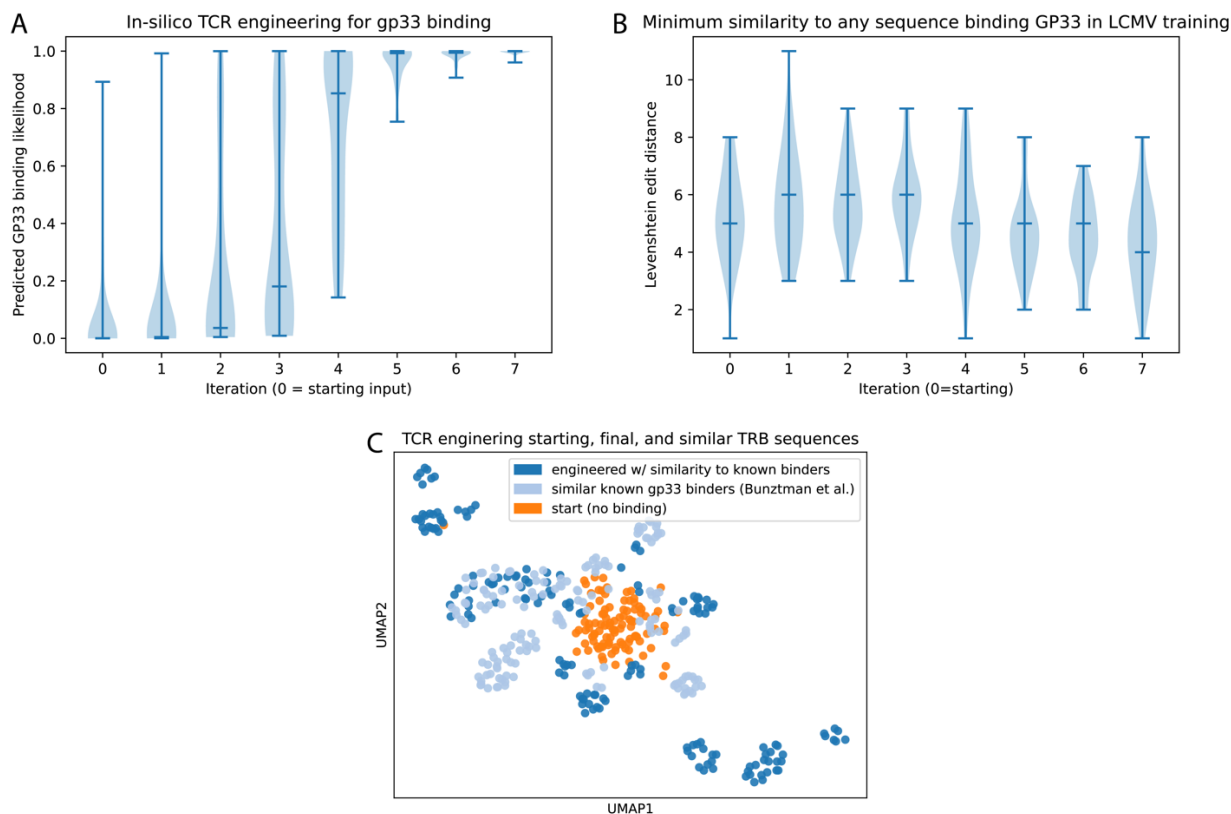 A
In-silico TCR engineering for gp33 binding
Predicted GP33 binding likelihood
1.0
0.8
0.6
0.4
0.2
0.0
0 1 2 3 4 5 6 7
Iteration (0 = starting input)
B
Minimum similarity to any sequence binding GP33 in LCMV training
Levenshtein edit distance
10
8
6
4
2
0 1 2 3 4 5 6 7
Iteration (0=starting)
C
TCR enginering starting, final, and similar TRB sequences
engineered w/ similarity to known binders
similar known gp33 binders (Bunztman et al.)
start (no binding)
UMAP2
UMAP1